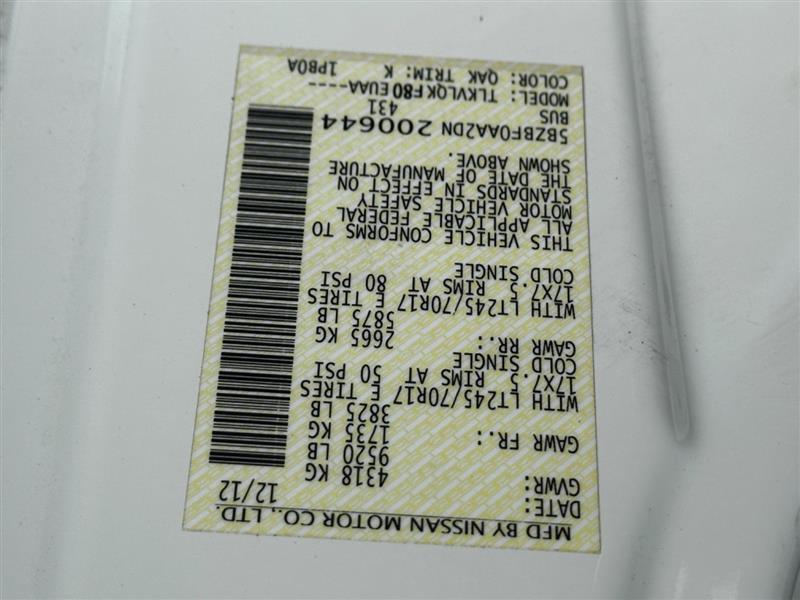 MFD BY NISSAN MOTOR CO., LTD.
DATE: 12/12
GVWR: 4318 KG
9520 LB
GAWR FR.: 1735 KG
3825 LB
WITH LT245/70R17 E TIRES
17X7.5 RIMS AT 50 PSI
COLD SINGLE
GAWR RR.: 2665 KG
5875 LB
WITH LT245/70R17 E TIRES
17X7.5 RIMS AT 80 PSI
COLD SINGLE
THIS VEHICLE CONFORMS TO
ALL APPLICABLE FEDERAL
MOTOR VEHICLE SAFETY
STANDARDS IN EFFECT ON
THE DATE OF MANUFACTURE
SHOWN ABOVE.
5BZBF0AA2DN 200644
BUS 431
MODEL: TLKVLQK F80 EUAA-----
COLOR: QAK TRIM: K 1PB0A